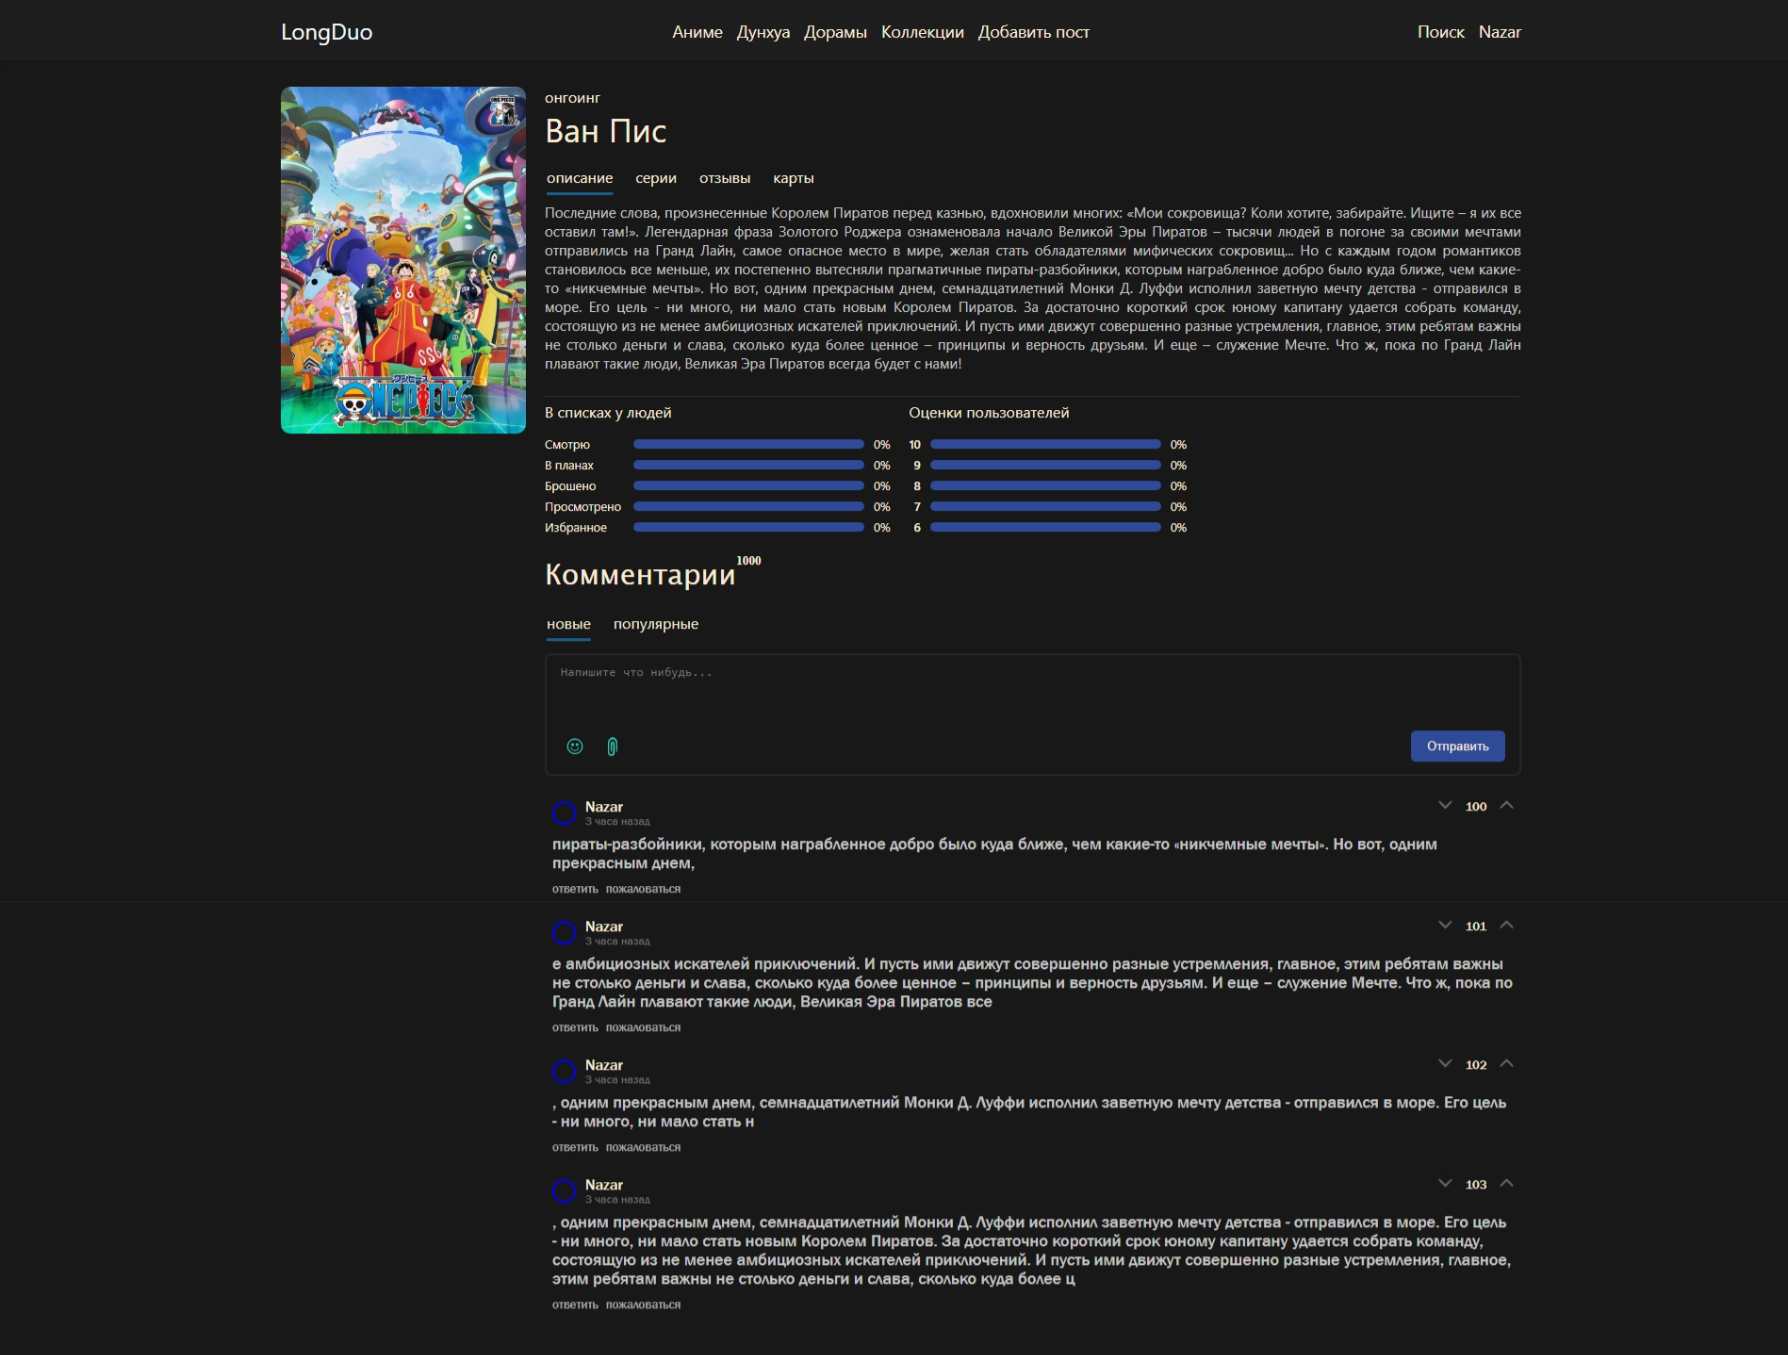 LongDuo
Аниме Дунхуа Дорамы Коллекции Добавить пост
Поиск Nazar
ONE PIECE
SSG
ワンピース
ONE PIECE
онгоинг
Ван Пис
описание серии отзывы карты
Последние слова, произнесенные Королем Пиратов перед казнью, вдохновили многих: «Мои сокровища? Коли хотите, забирайте. Ищите – я их все
оставил там!». Легендарная фраза Золотого Роджера ознаменовала начало Великой Эры Пиратов – тысячи людей в погоне за своими мечтами
отправились на Гранд Лайн, самое опасное место в мире, желая стать обладателями мифических сокровищ... Но с каждым годом романтиков
становилось все меньше, их постепенно вытесняли прагматичные пираты-разбойники, которым награбленное добро было куда ближе, чем какие-
то «никчемные мечты». Но вот, одним прекрасным днем, семнадцатилетний Монки Д. Луффи исполнил заветную мечту детства - отправился в
море. Его цель - ни много, ни мало стать новым Королем Пиратов. За достаточно короткий срок юному капитану удается собрать команду,
состоящую из не менее амбициозных искателей приключений. И пусть ими движут совершенно разные устремления, главное, этим ребятам важны
не столько деньги и слава, сколько куда более ценное – принципы и верность друзьям. И еще – служение Мечте. Что ж, пока по Гранд Лайн
плавают такие люди, Великая Эра Пиратов всегда будет с нами!
В списках у людей
Смотрю 0%
В планах 0%
Брошено 0%
Просмотрено 0%
Избранное 0%
Оценки пользователей
10 0%
9 0%
8 0%
7 0%
6 0%
Комментарии 1000
новые популярные
Напишите что нибудь...
Отправить
Nazar
3 часа назад
100
пираты-разбойники, которым награбленное добро было куда ближе, чем какие-то «никчемные мечты». Но вот, одним
прекрасным днем,
ответить пожаловаться
Nazar
3 часа назад
101
е амбициозных искателей приключений. И пусть ими движут совершенно разные устремления, главное, этим ребятам важны
не столько деньги и слава, сколько куда более ценное – принципы и верность друзьям. И еще – служение Мечте. Что ж, пока по
Гранд Лайн плавают такие люди, Великая Эра Пиратов все
ответить пожаловаться
Nazar
3 часа назад
102
, одним прекрасным днем, семнадцатилетний Монки Д. Луффи исполнил заветную мечту детства - отправился в море. Его цель
- ни много, ни мало стать н
ответить пожаловаться
Nazar
3 часа назад
103
, одним прекрасным днем, семнадцатилетний Монки Д. Луффи исполнил заветную мечту детства - отправился в море. Его цель
- ни много, ни мало стать новым Королем Пиратов. За достаточно короткий срок юному капитану удается собрать команду,
состоящую из не менее амбициозных искателей приключений. И пусть ими движут совершенно разные устремления, главное,
этим ребятам важны не столько деньги и слава, сколько куда более ц
ответить пожаловаться